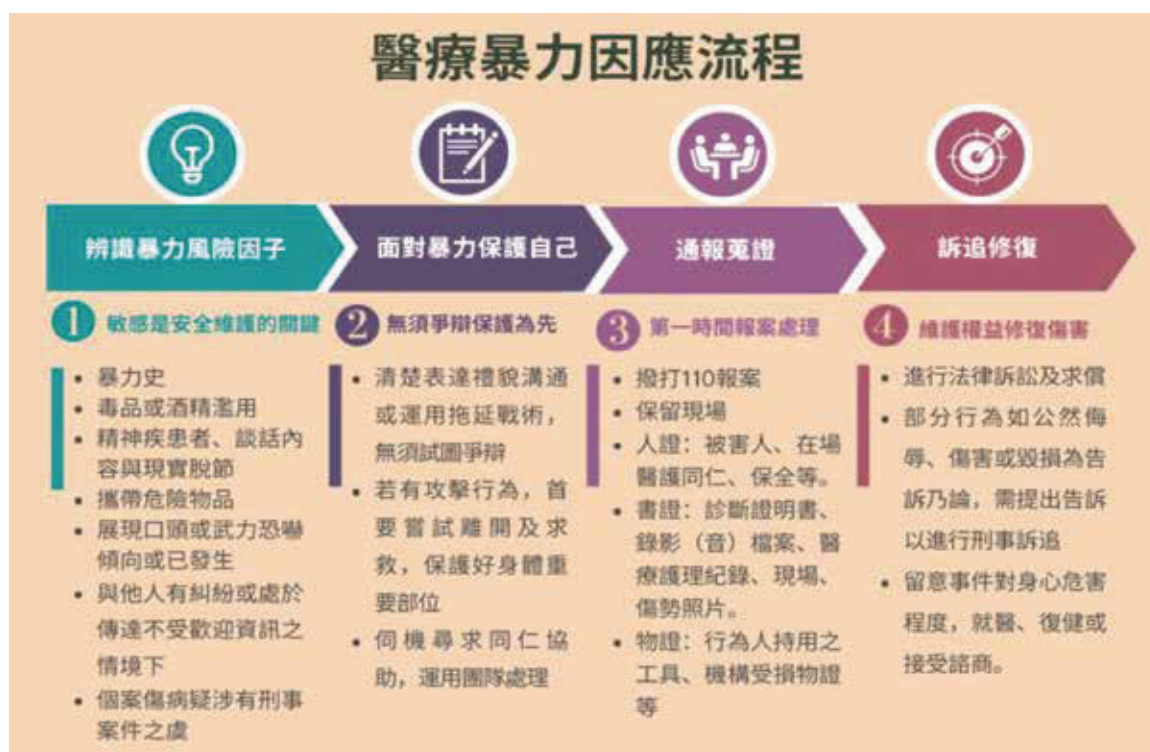 醫療暴力因應流程
辨識暴力風險因子
面對暴力保護自己
通報蒐證
訴追修復
1 敏感是安全維護的關鍵
• 暴力史
• 毒品或酒精濫用
• 精神疾患者、談話內
容與現實脫節
• 攜帶危險物品
• 展現口頭或武力恐嚇
傾向或已發生
• 與他人有糾紛或處於
傳達不受歡迎資訊之
情境下
• 個案傷病疑涉有刑事
案件之虞
2 無須爭辯保護為先
• 清楚表達禮貌溝通
或運用拖延戰術，
無須試圖爭辯
• 若有攻擊行為，首
要嘗試離開及求
救，保護好身體重
要部位
• 伺機尋求同仁協
助，運用團隊處理
3 第一時間報案處理
• 撥打110報案
• 保留現場
• 人證：被害人、在場
醫護同仁、保全等。
• 書證：診斷證明書、
錄影（音）檔案、醫
療護理紀錄、現場、
傷勢照片。
• 物證：行為人持用之
工具、機構受損物證
等
4 維護權益修復傷害
• 進行法律訴訟及求償
• 部分行為如公然侮
辱、傷害或毀損為告
訴乃論，需提出告訴
以進行刑事訴追
• 留意事件對身心危害
程度，就醫、復健或
接受諮商。